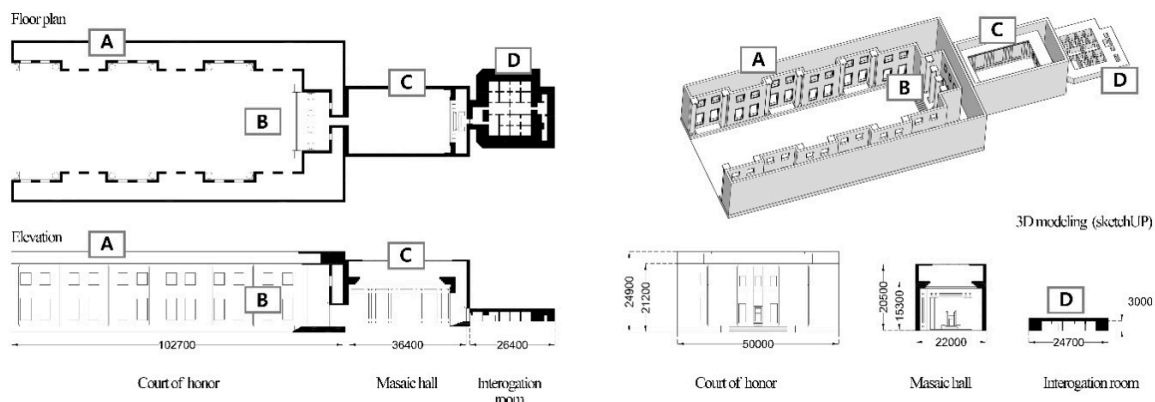 Floor plan
A
B
C
D
Elevation
A
B
C
102700
36400
26400
Court of honor
Masaic hall
Interogation
room
A
B
C
D
3D modeling (sketchUP)
24900
21200
50000
20500
15300
22000
D
3000
24700
Court of honor
Masaic hall
Interogation room